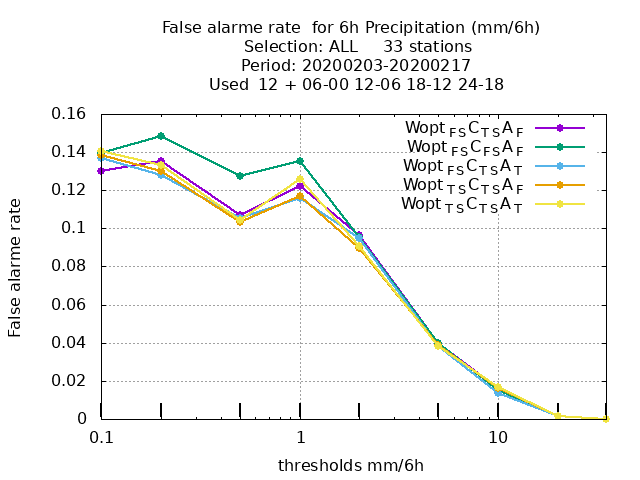 False alarme rate  for 6h Precipitation (mm/6h)
Selection: ALL     33 stations
Period: 20200203-20200217
Used  12 + 06-00 12-06 18-12 24-18
False alarme rate
0.16
0.14
0.12
0.1
0.08
0.06
0.04
0.02
0
Wopt FS C TS A F
Wopt FS C FS A F
Wopt FS C TS A T
Wopt TS C TS A F
Wopt TS C TS A T
0.1 1 10
thresholds mm/6h